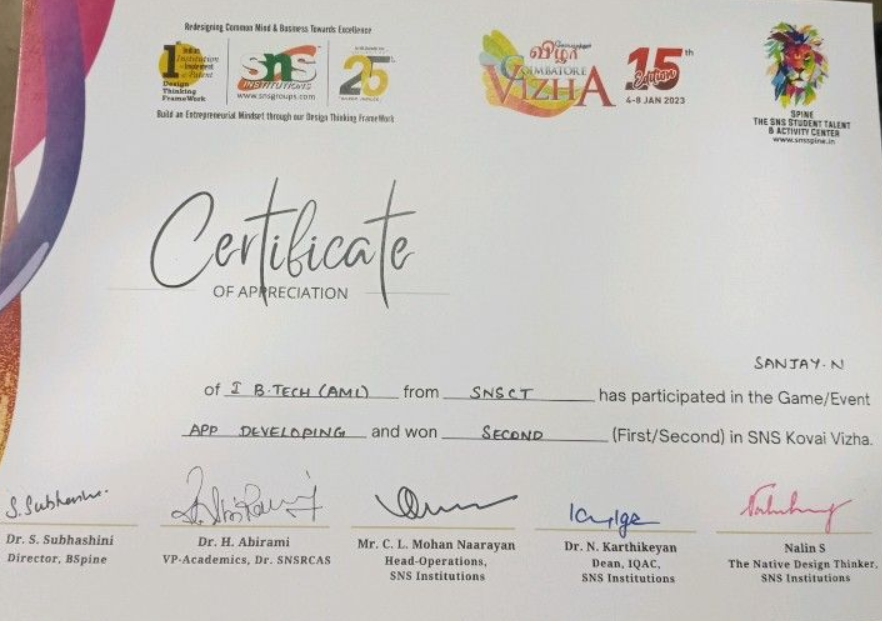 Redesigning Common Mind & Business Towards Excellence
Design
Thinking
FrameWork
sns
INSTITUTIONS
www.snsgroups.com
25
Build an Entrepreneurial Mindset through our Design Thinking FrameWork
விழா
COIMBATORE
VIZHA
15th
Edition
4-8 JAN 2023
SPINE
THE SNS STUDENT TALENT
& ACTIVITY CENTER
www.snsspine.in
Certificate
OF APPRECIATION
SANJAY.N
of I B.TECH (AML) from SNSCT has participated in the Game/Event
APP DEVELOPING and won SECOND (First/Second) in SNS Kovai Vizha.
S. Subhashini
Dr. S. Subhashini
Director, BSpine
Dr. H. Abirami
VP-Academics, Dr. SNSRCAS
Mr. C. L. Mohan Naarayan
Head-Operations,
SNS Institutions
Dr. N. Karthikeyan
Dean, IQAC,
SNS Institutions
Nalin S
The Native Design Thinker,
SNS Institutions